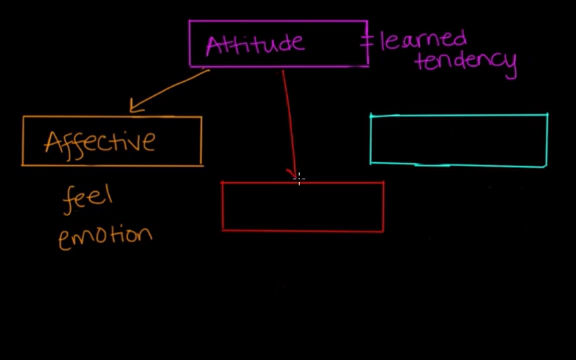 Attitude = learned
tendency
Affective
feel
emotion